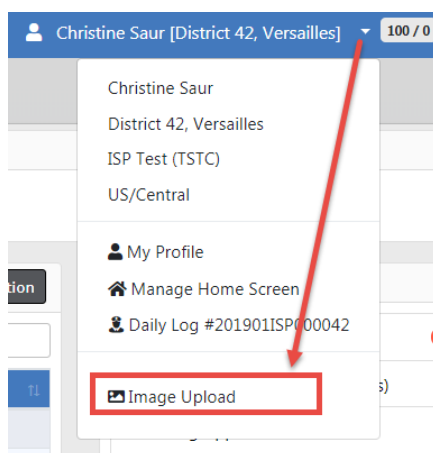 Christine Saur [District 42, Versailles] 100 / 0
Christine Saur
District 42, Versailles
ISP Test (TSTC)
US/Central
My Profile
tion
Manage Home Screen
Daily Log #201901ISP000042
s)
Image Upload